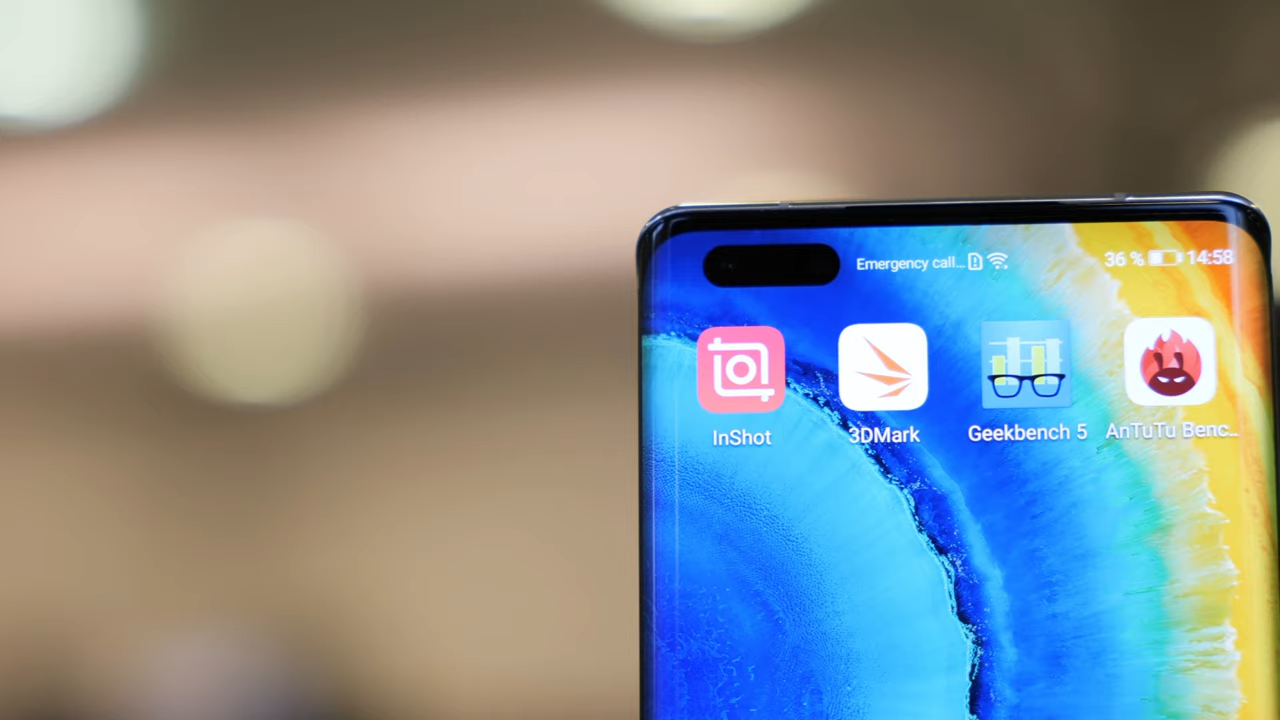 Emergency call...
36 % 14:58
InShot
3DMark
Geekbench 5
AnTuTu Benc...